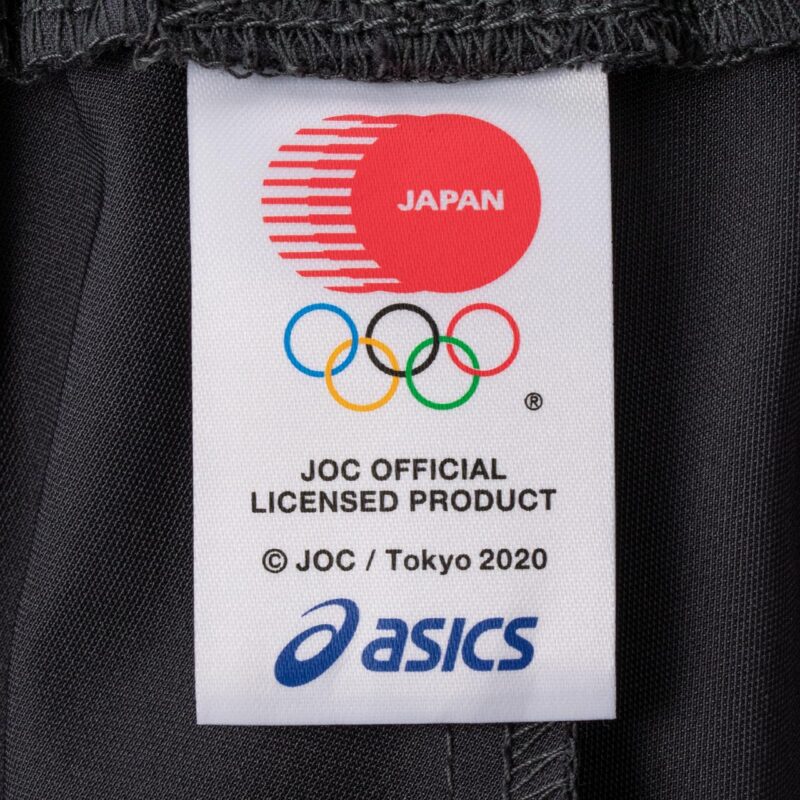 JAPAN
®
JOC OFFICIAL
LICENSED PRODUCT
© JOC / Tokyo 2020
asics